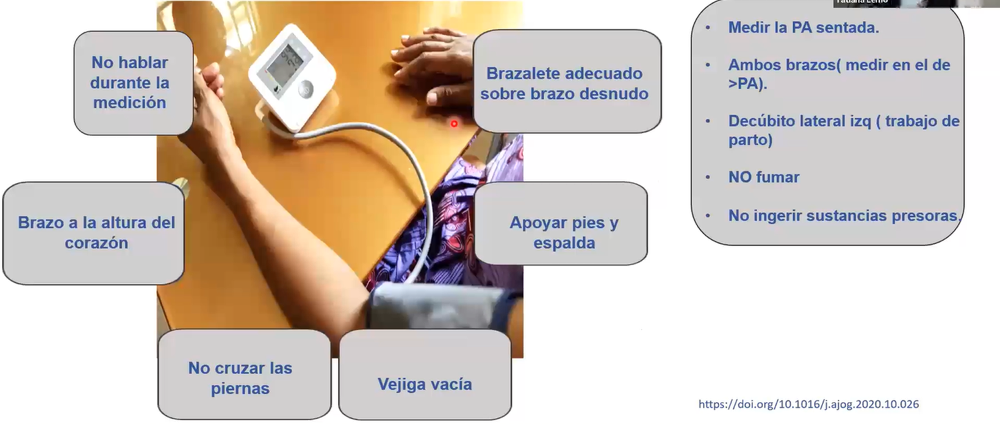 No hablar
durante la
medición
Brazalete adecuado
sobre brazo desnudo
Brazo a la altura del
corazón
Apoyar pies y
espalda
No cruzar las
piernas
Vejiga vacía
• Medir la PA sentada.
• Ambos brazos( medir en el de
>PA).
• Decúbito lateral izq ( trabajo de
parto)
• NO fumar
• No ingerir sustancias presoras.
https://doi.org/10.1016/j.ajog.2020.10.026